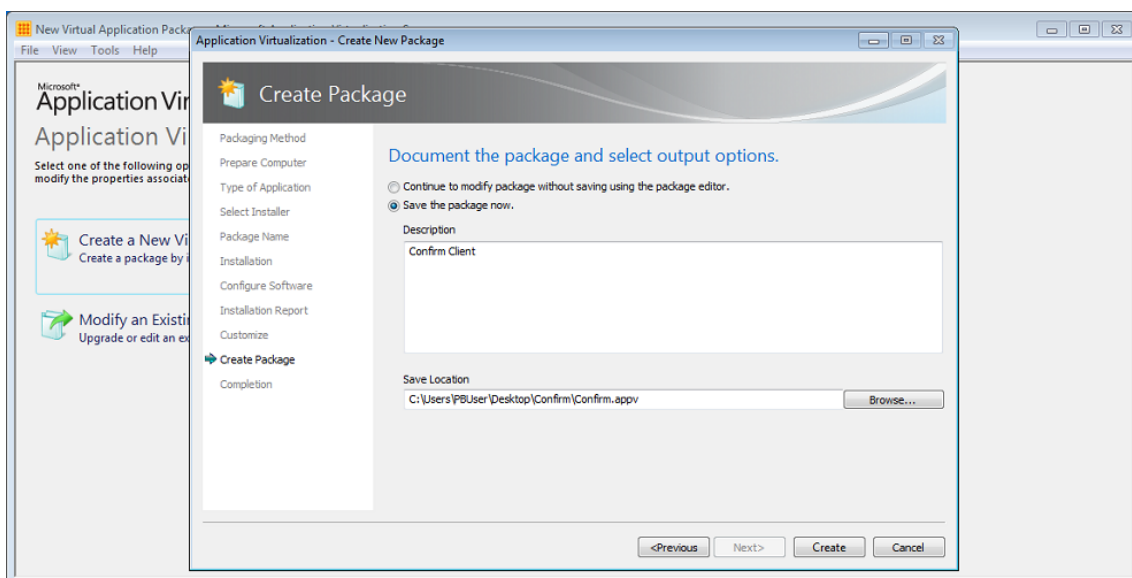 New Virtual Application Packa
File View Tools Help
Microsoft
Application Vir
Application Vi
Select one of the following op
modify the properties associat
Create a New Vi
Create a package by i
Modify an Existin
Upgrade or edit an ex
Application Virtualization - Create New Package
Create Package
Packaging Method
Prepare Computer
Type of Application
Select Installer
Package Name
Installation
Configure Software
Installation Report
Customize
Create Package
Completion
Document the package and select output options.
Continue to modify package without saving using the package editor.
Save the package now.
Description
Confirm Client
Save Location
C:\Users\PBUser\Desktop\Confirm\Confirm.appv
Browse...
<Previous
Next>
Create
Cancel